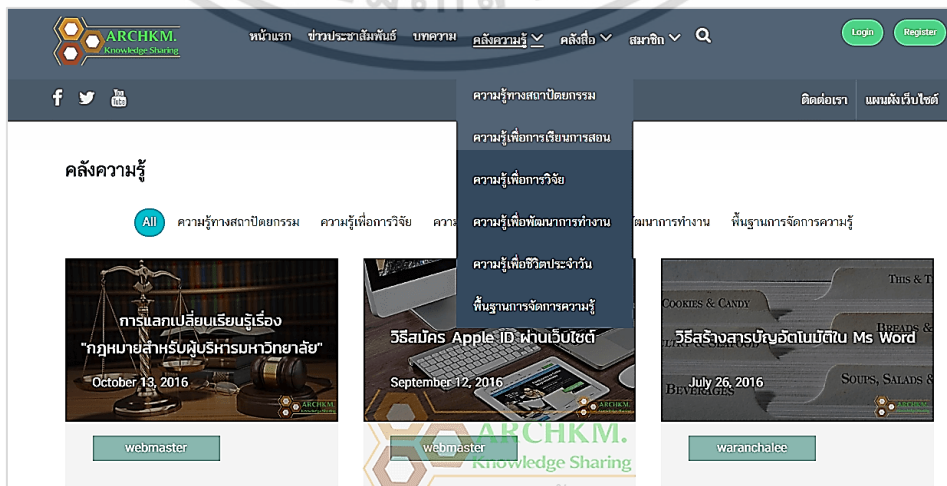 ARCHKM.
Knowledge Sharing
หน้าแรก ข่าวประชาสัมพันธ์ บทความ คลังความรู้ คลังสื่อ สมาชิก
Login Register
You
Tube
ติดต่อเรา แผนผังเว็บไซต์
ความรู้ทางสถาปัตยกรรม
ความรู้เพื่อการเรียนการสอน
ความรู้เพื่อการวิจัย
ความรู้เพื่อพัฒนาการทำงาน
ความรู้เพื่อชีวิตประจำวัน
พื้นฐานการจัดการความรู้
คลังความรู้
All ความรู้ทางสถาปัตยกรรม ความรู้เพื่อการวิจัย พื้นฐานการจัดการความรู้
การแลกเปลี่ยนเรียนรู้เรื่อง
"กฎหมายสำหรับผู้บริหารมหาวิทยาลัย"
October 13, 2016
ARCHKM.
Knowledge Sharing
webmaster
วิธีสมัคร Apple ID ผ่านเว็บไซต์
September 12, 2016
ARCHKM.
Knowledge Sharing
webmaster
COOKIES & CANDY
BEVERAGES
SOUPS, SALADS &
วิธีสร้างสารบัญอัตโนมัติใน Ms Word
July 26, 2016
ARCHKM.
Knowledge Sharing
waranchalee
ARCHKM.
Knowledge Sharing